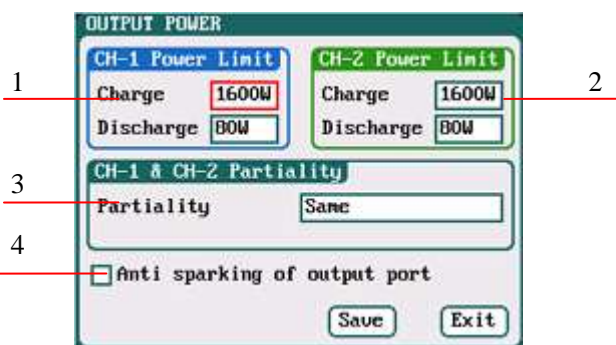 OUTPUT POWER
CH-1 Power Limit CH-2 Power Limit
1 Charge 1600W Charge 1600W 2
Discharge 80W Discharge 80W
CH-1 & CH-2 Partiality
3 Partiality Same
4 Anti sparking of output port
Save Exit